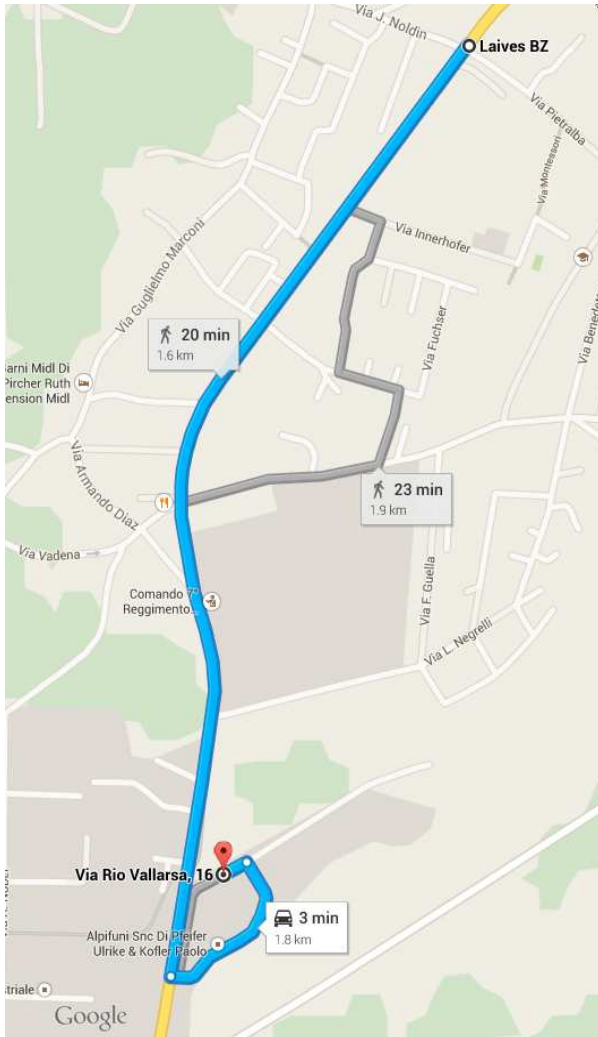 Via J. Noldin
Laives BZ
Via Pietralba
Via Montessori
Via Innerhofer
Via Guglielmo Marconi
Via Benedet
Via Fuchser
20 min
1.6 km
Garni Midl Di
Pircher Ruth
ension Midl
Via Armando Diaz
23 min
1.9 km
Via Vadena
Comando 7º
Reggimento...
Via F. Guella
Via L. Negrelli
Via Rio Vallarsa, 16
3 min
1.8 km
Alpifuni Snc Di Pfeifer
Ulrike & Kofler Paolo
striale
Google